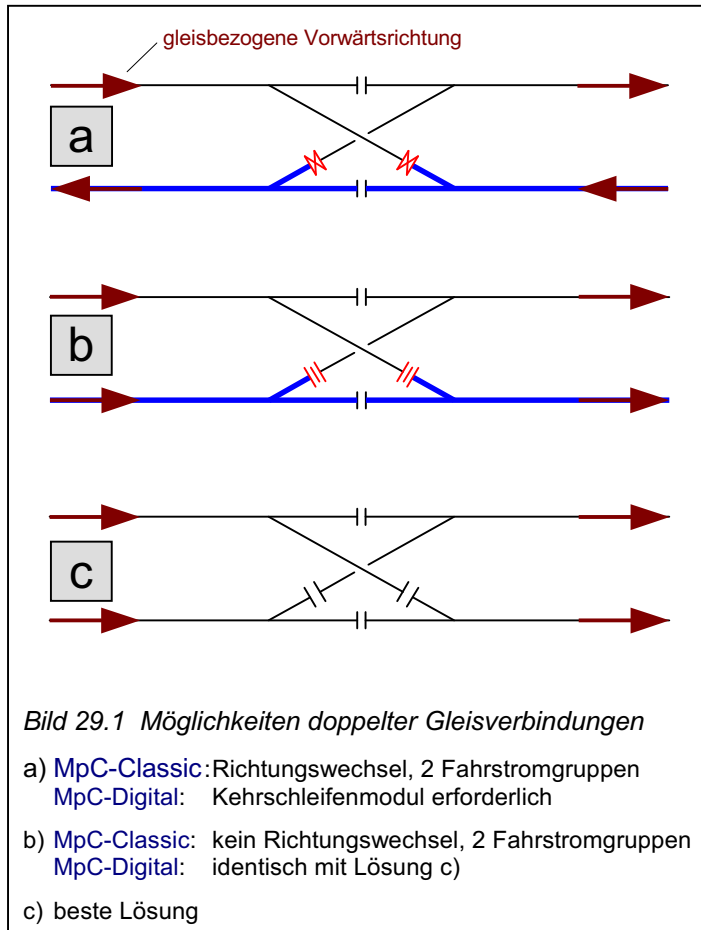 gleisbezogene Vorwärtsrichtung
a
b
c
Bild 29.1 Möglichkeiten doppelter Gleisverbindungen
a) MpC-Classic: Richtungswechsel, 2 Fahrstromgruppen
MpC-Digital: Kehrschleifenmodul erforderlich
b) MpC-Classic: kein Richtungswechsel, 2 Fahrstromgruppen
MpC-Digital: identisch mit Lösung c)
c) beste Lösung